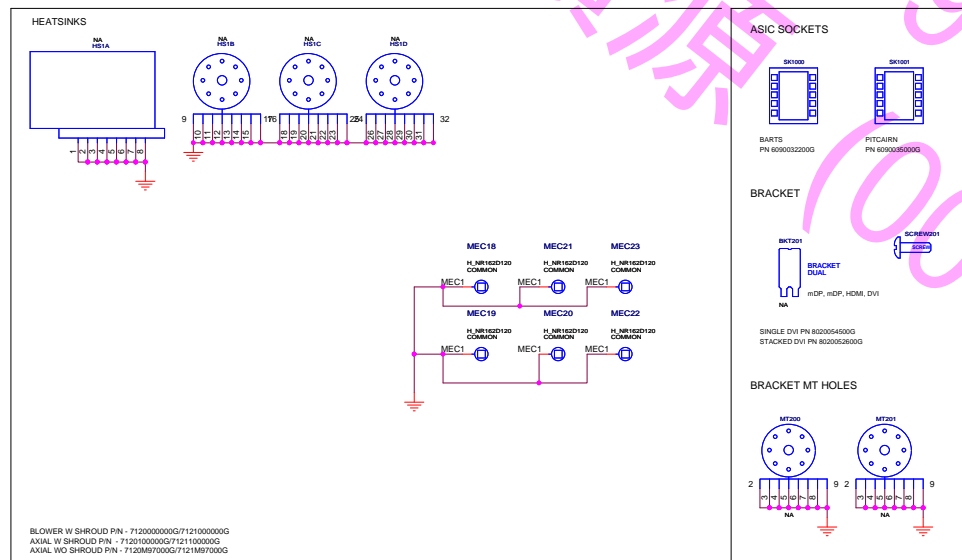 HEATSINKS
NA
HS1A
NA
HS1B
NA
HS1C
NA
HS1D
1 2 3 4 5 6 7 8
9 10 11 12 13 14 15
18 19 20 21 22 23
26 27 28 29 30 31 32
MEC18
H_NR162D120
COMMON
MEC1
MEC21
H_NR162D120
COMMON
MEC1
MEC23
H_NR162D120
COMMON
MEC1
MEC19
H_NR162D120
COMMON
MEC1
MEC20
H_NR162D120
COMMON
MEC1
MEC22
H_NR162D120
COMMON
MEC1
BLOWER W SHROUD P/N - 7120000000G/7121000000G
AXIAL W SHROUD P/N - 7120100000G/7121100000G
AXIAL WO SHROUD P/N - 7120M97000G/7121M97000G
ASIC SOCKETS
SK1000
BARTS
PN 6090032200G
SK1001
PITCAIRN
PN 6090035000G
BRACKET
BKT201
BRACKET
DUAL
mDP, mDP, HDMI, DVI
NA
SCREW201
SCREW
SINGLE DVI PN 8020054500G
STACKED DVI PN 8020052600G
BRACKET MT HOLES
MT200
2 3 4 5 6 7 8 9
NA
MT201
2 3 4 5 6 7 8 9
NA
源
(00